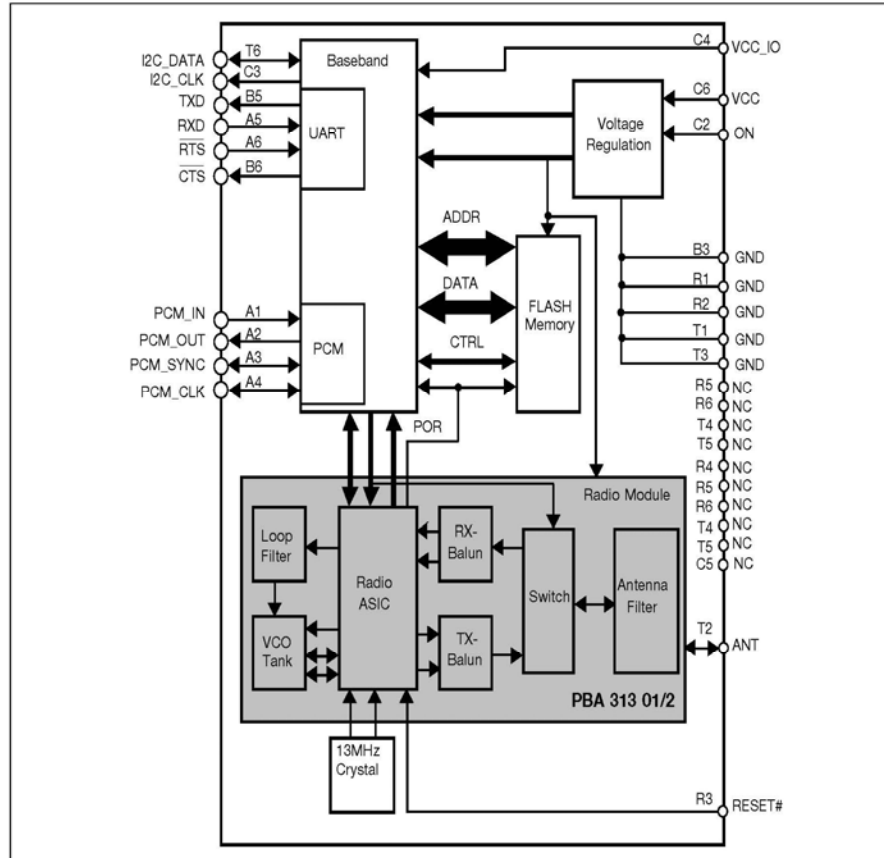 I2C_DATA T6
I2C_CLK C3
TXD B5
RXD A5
RTS A6
CTS B6
PCM_IN A1
PCM_OUT A2
PCM_SYNC A3
PCM_CLK A4
Baseband
UART
PCM
ADDR
DATA
CTRL
POR
FLASH
Memory
Voltage
Regulation
C4 VCC_IO
C6 VCC
C2 ON
B3 GND
R1 GND
R2 GND
T1 GND
T3 GND
R5 NC
R6 NC
T4 NC
T5 NC
R4 NC
R5 NC
R6 NC
T4 NC
T5 NC
C5 NC
T2 ANT
R3 RESET#
Radio Module
Loop
Filter
VCO
Tank
Radio
ASIC
RX-
Balun
TX-
Balun
Switch
Antenna
Filter
PBA 313 01/2
13MHz
Crystal